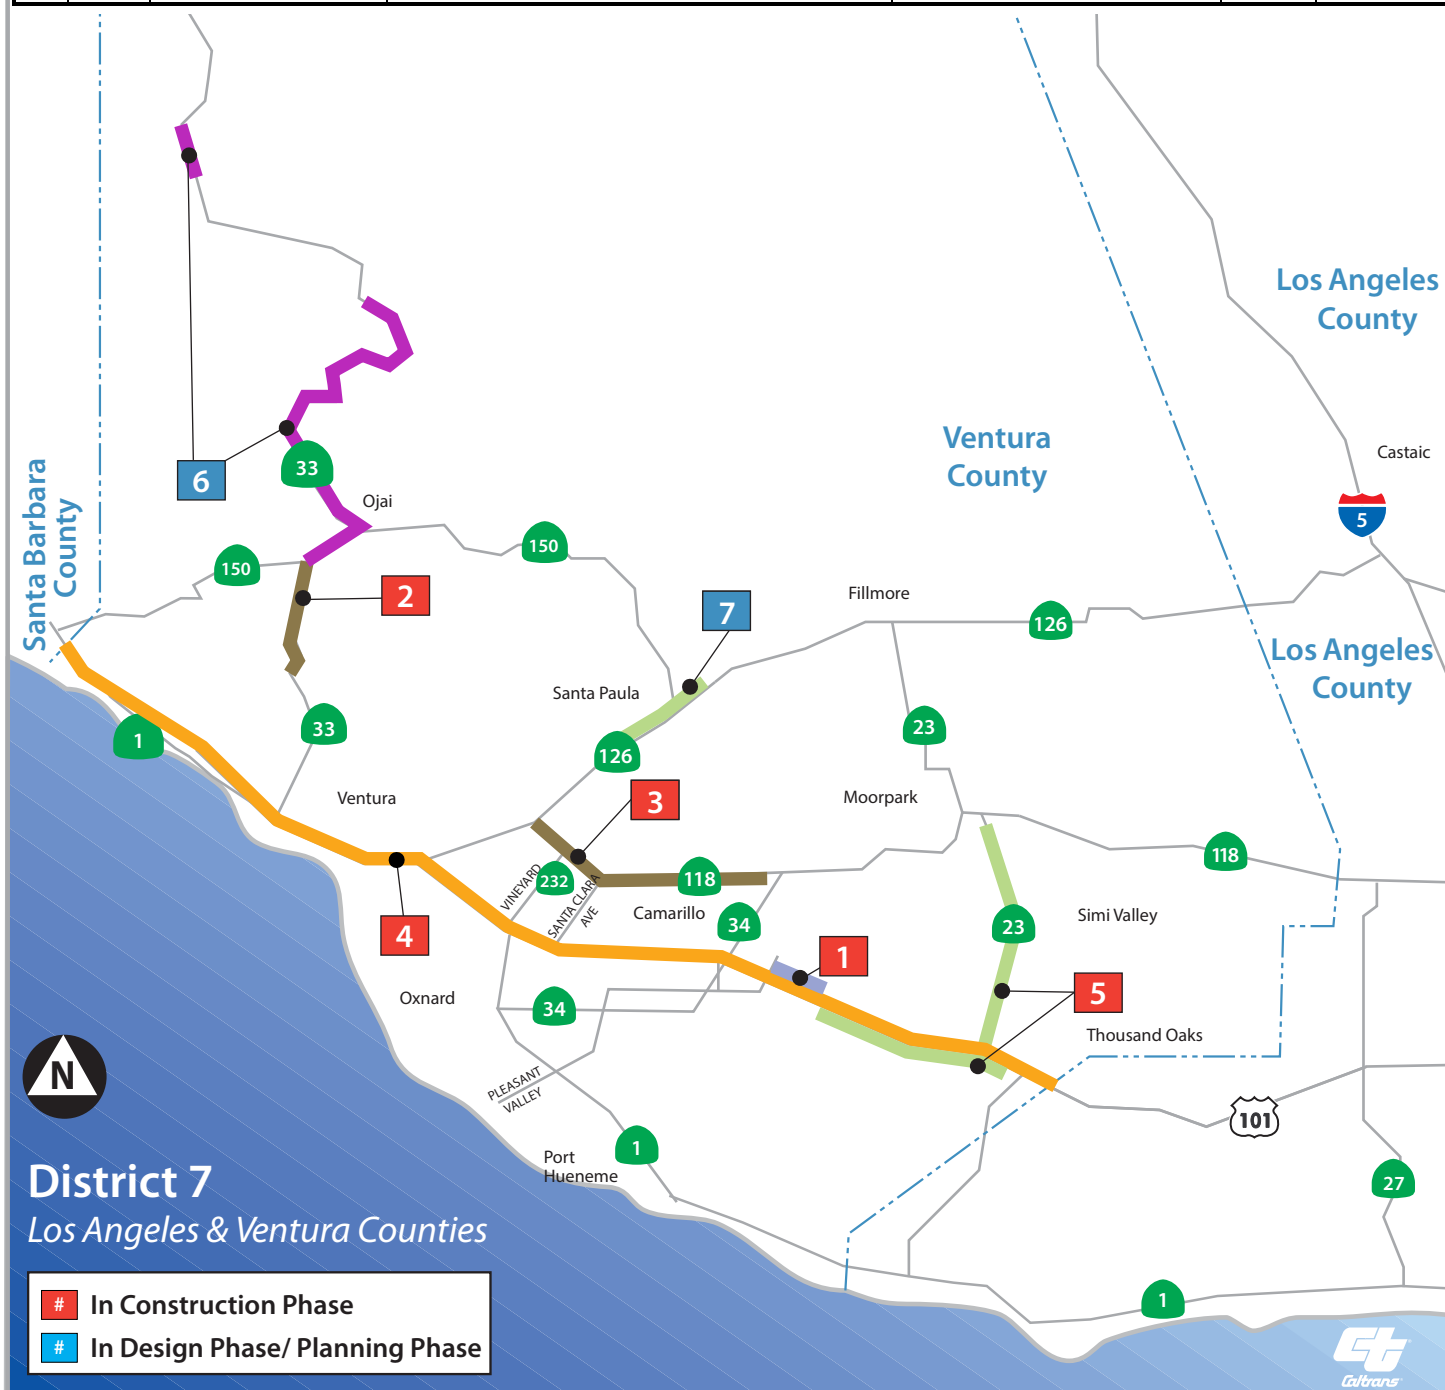 Los Angeles
County
Ventura
County
Castaic
Santa Barbara
County
6
33
Ojai
5
150
150
2
7
Fillmore
126
Los Angeles
County
Santa Paula
1
33
126
23
3
Ventura
Moorpark
118
VINEYARD
232
SANTA CLARA
AVE
118
Camarillo
34
23
Simi Valley
4
1
Oxnard
34
5
Thousand Oaks
N
PLEASANT
VALLEY
101
1
Port
Hueneme
27
District 7
Los Angeles & Ventura Counties
# In Construction Phase
# In Design Phase/ Planning Phase
1
ct
Caltrans